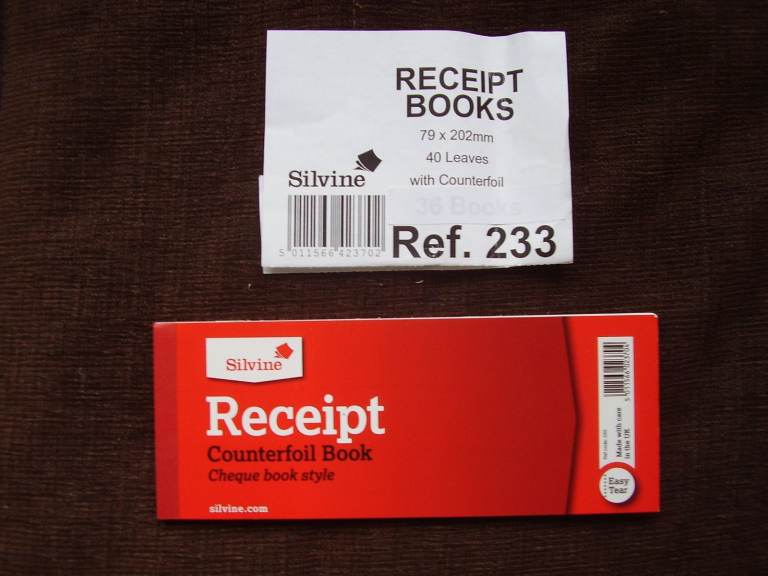 RECEIPT
BOOKS
79 x 202mm
40 Leaves
with Counterfoil
36 Books
Silvine
5 011566 423702
Ref. 233
Silvine
Receipt
Counterfoil Book
Cheque book style
silvine.com
Made with care
in the UK
Easy
Tear